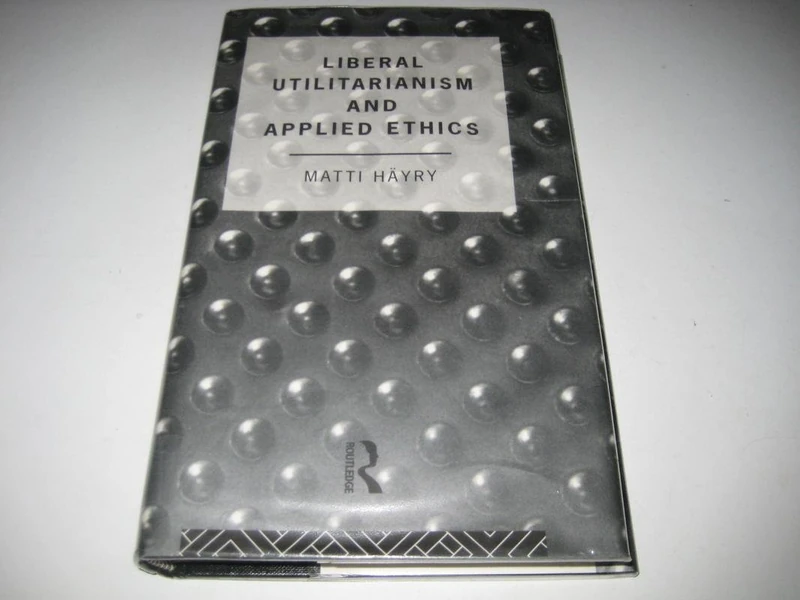 LIBERAL
UTILITARIANISM
AND
APPLIED ETHICS
MATTI HÄYRY
ROUTLEDGE